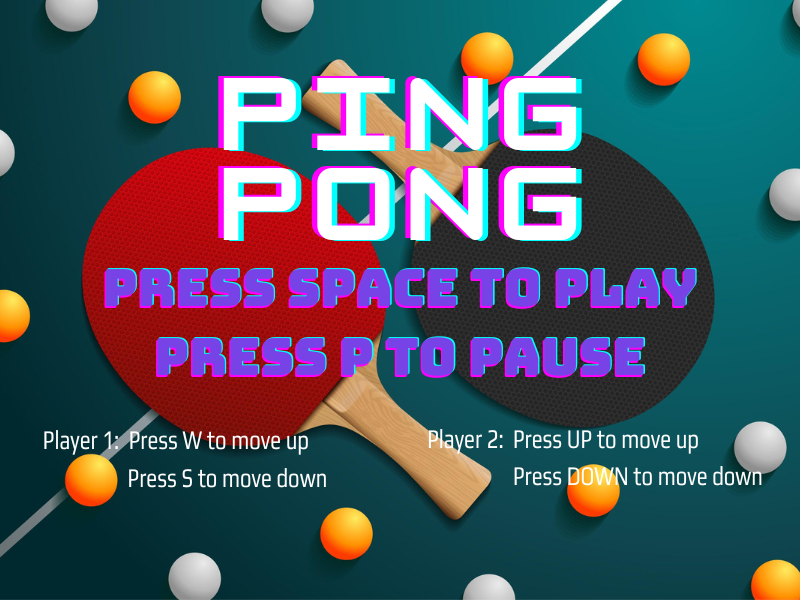 PING
PONG
PRESS SPACE TO PLAY
PRESS P TO PAUSE
Player 1: Press W to move up
Press S to move down
Player 2: Press UP to move up
Press DOWN to move down